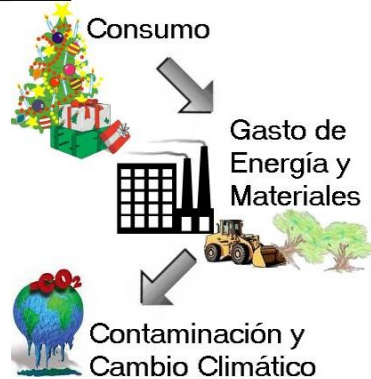 Consumo
Gasto de
Energía y
Materiales
CO2
Contaminación y
Cambio Climático